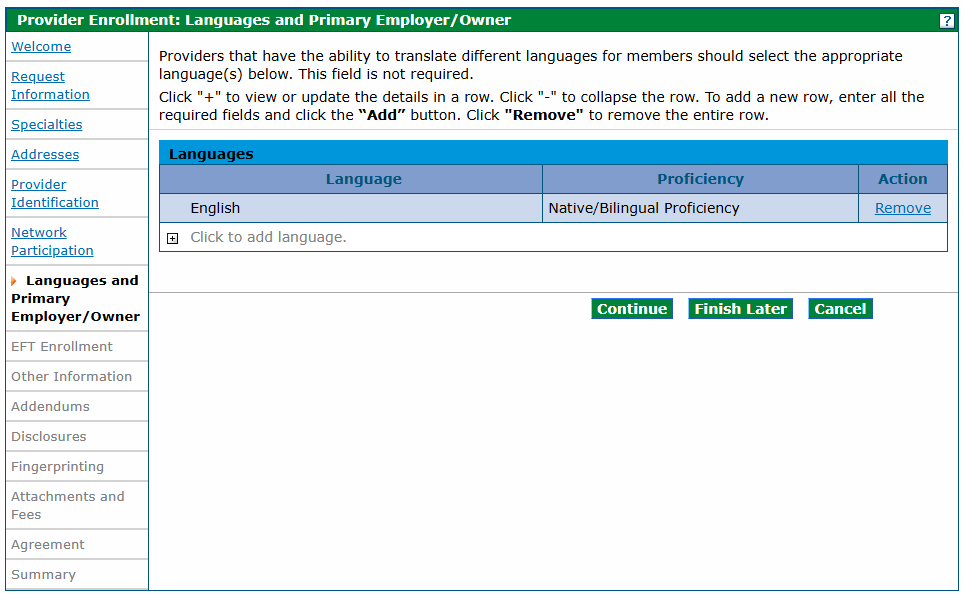 Provider Enrollment: Languages and Primary Employer/Owner
?
Welcome
Request
Information
Specialties
Addresses
Provider
Identification
Network
Participation
Languages and
Primary
Employer/Owner
EFT Enrollment
Other Information
Addendums
Disclosures
Fingerprinting
Attachments and
Fees
Agreement
Summary
Providers that have the ability to translate different languages for members should select the appropriate
language(s) below. This field is not required.
Click "+" to view or update the details in a row. Click "-" to collapse the row. To add a new row, enter all the
required fields and click the “Add” button. Click "Remove" to remove the entire row.
Languages
Language Proficiency Action
English Native/Bilingual Proficiency Remove
+ Click to add language.
Continue Finish Later Cancel